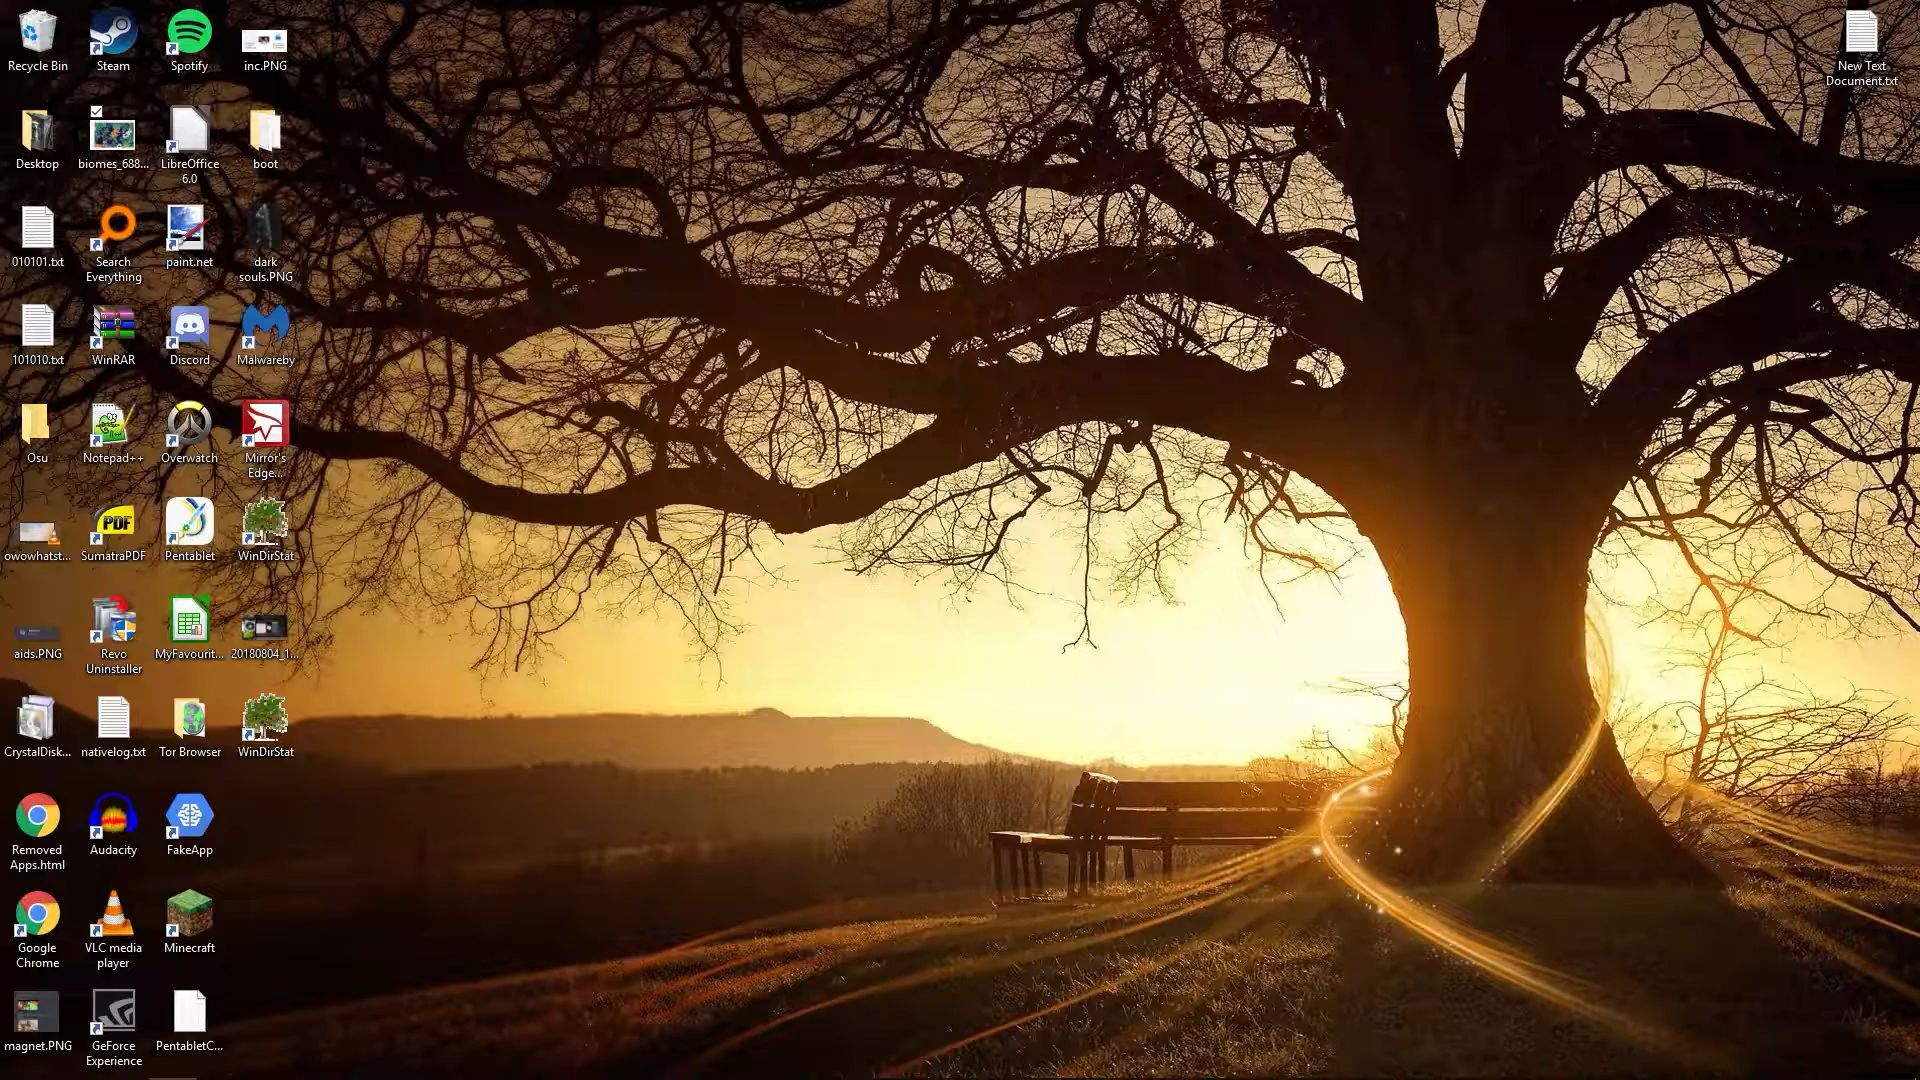 Recycle Bin
Steam
Spotify
inc.PNG
New Text
Document.txt
Desktop
biomes_688...
LibreOffice
6.0
boot
010101.txt
Search
Everything
paint.net
dark
souls.PNG
101010.txt
WinRAR
Discord
Malwareby
Osu
Notepad++
Overwatch
Mirror's
Edge...
owowhatst...
PDF
SumatraPDF
Pentablet
WinDirStat
aids.PNG
Revo
Uninstaller
MyFavourit...
20180804_1...
CrystalDisk...
nativelog.txt
Tor Browser
WinDirStat
Removed
Apps.html
Audacity
FakeApp
Google
Chrome
VLC media
player
Minecraft
magnet.PNG
GeForce
Experience
PentabletC...